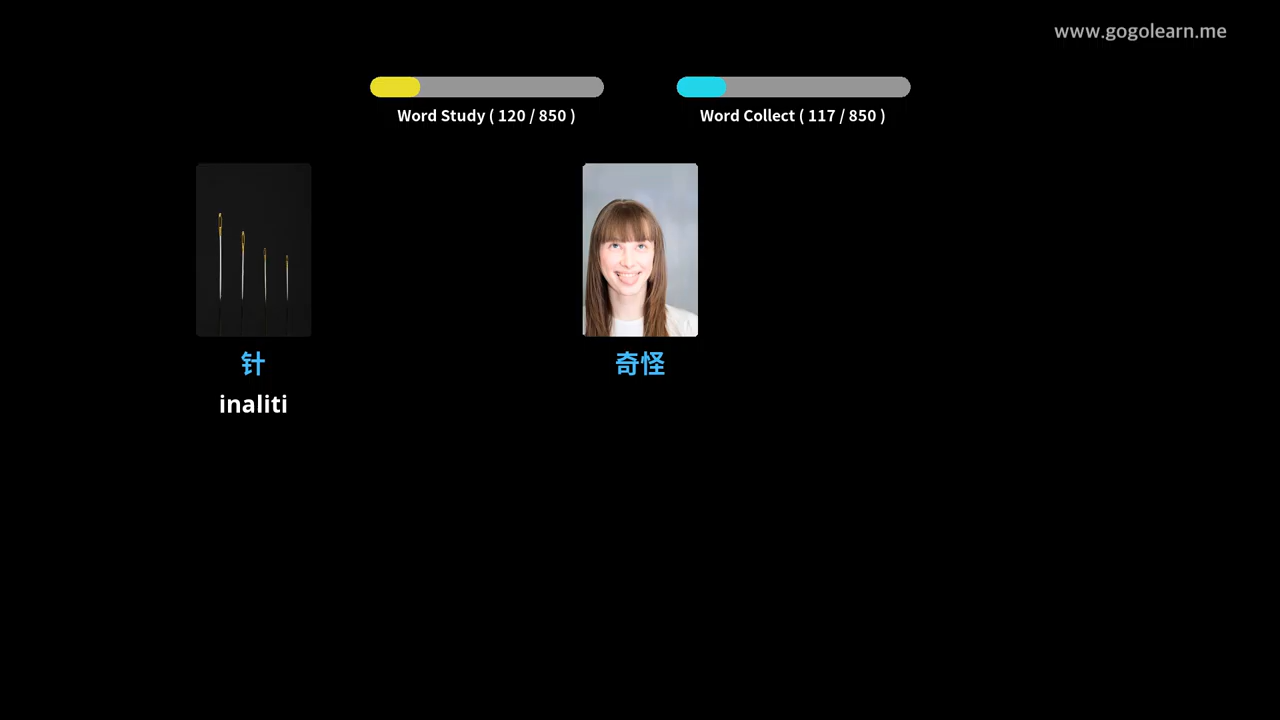 www.gogolearn.me
Word Study ( 120 / 850 )
Word Collect ( 117 / 850 )
针
奇怪
inaliti